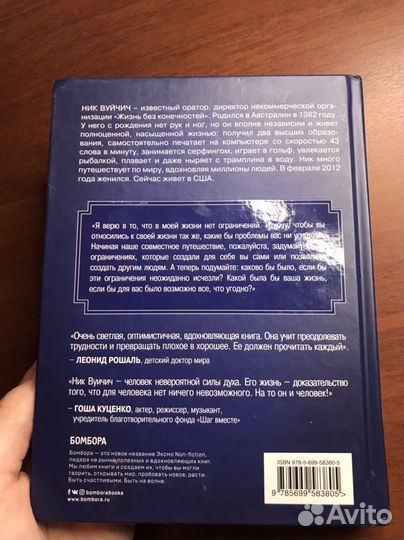 НИК ВУЙЧИЧ – известный оратор, директор некоммерческой орга-
низации «Жизнь без конечностей». Родился в Австралии в 1982 году.
У него с рождения нет рук и ног, но он вполне независим и живет
полноценной, насыщенной жизнью: получил два высших образо-
вания, самостоятельно печатает на компьютере со скоростью 43
слова в минуту, занимается серфингом, играет в гольф, увлекается
рыбалкой, плавает и даже ныряет с трамплина в воду. Ник много
путешествует по миру, вдохновляя миллионы людей. В феврале 2012
года женился. Сейчас живет в США.
«Я верю в то, что в моей жизни нет ограничений. чтобы вы
относились к своей жизни так же, какие бы проблемы вас ни
Начиная наше совместное путешествие, пожалуйста,
ограничениях, которые создали для себя вы сами или
создать другим людям. А теперь подумайте: каково бы было, если бы
эти ограничения неожиданно исчезли? Какой была бы ваша жизнь,
если бы для вас было возможно все, что угодно?»
«Очень светлая, оптимистичная, вдохновляющая книга. Она учит преодолевать
трудности и превращать плохое в хорошее. Ее должен прочитать каждый».
– ЛЕОНИД РОШАЛЬ, детский доктор мира
«Ник Вуйчич – человек невероятной силы духа. Его жизнь – доказательство
того, что для человека нет ничего невозможного. На то он и человек!»
– ГОША КУЦЕНКО, актер, режиссер, музыкант,
учредитель благотворительного фонда «Шаг вместе»
БОМБОРА
Бомбора – это новое название Эксмо Non-fiction,
лидера на рынке полезных и вдохновляющих книг.
Мы любим книги и создаем их, чтобы вы могли
творить, открывать мир, пробовать новое, расти.
Быть счастливыми. Быть на волне.
bomborabooks
bombora.ru
ISBN 978-5-699-58380-5
9 785699 583805 >
Avito